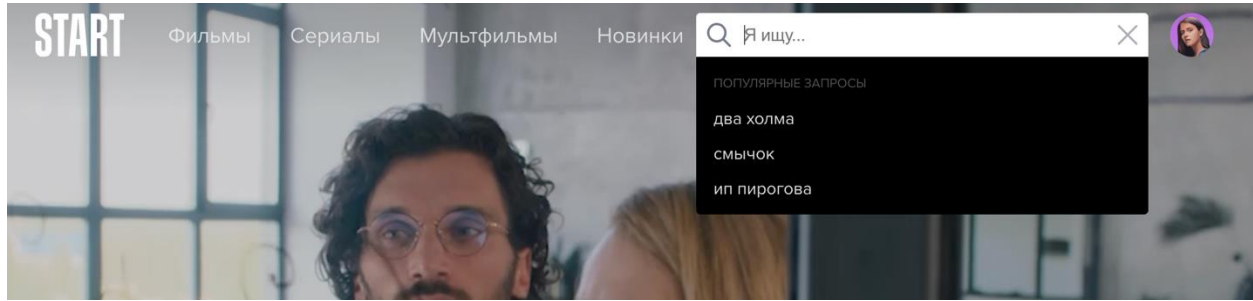 START
Фильмы Сериалы Мультфильмы Новинки
Я ищу...
ПОПУЛЯРНЫЕ ЗАПРОСЫ
два холма
смычок
ип пирогова